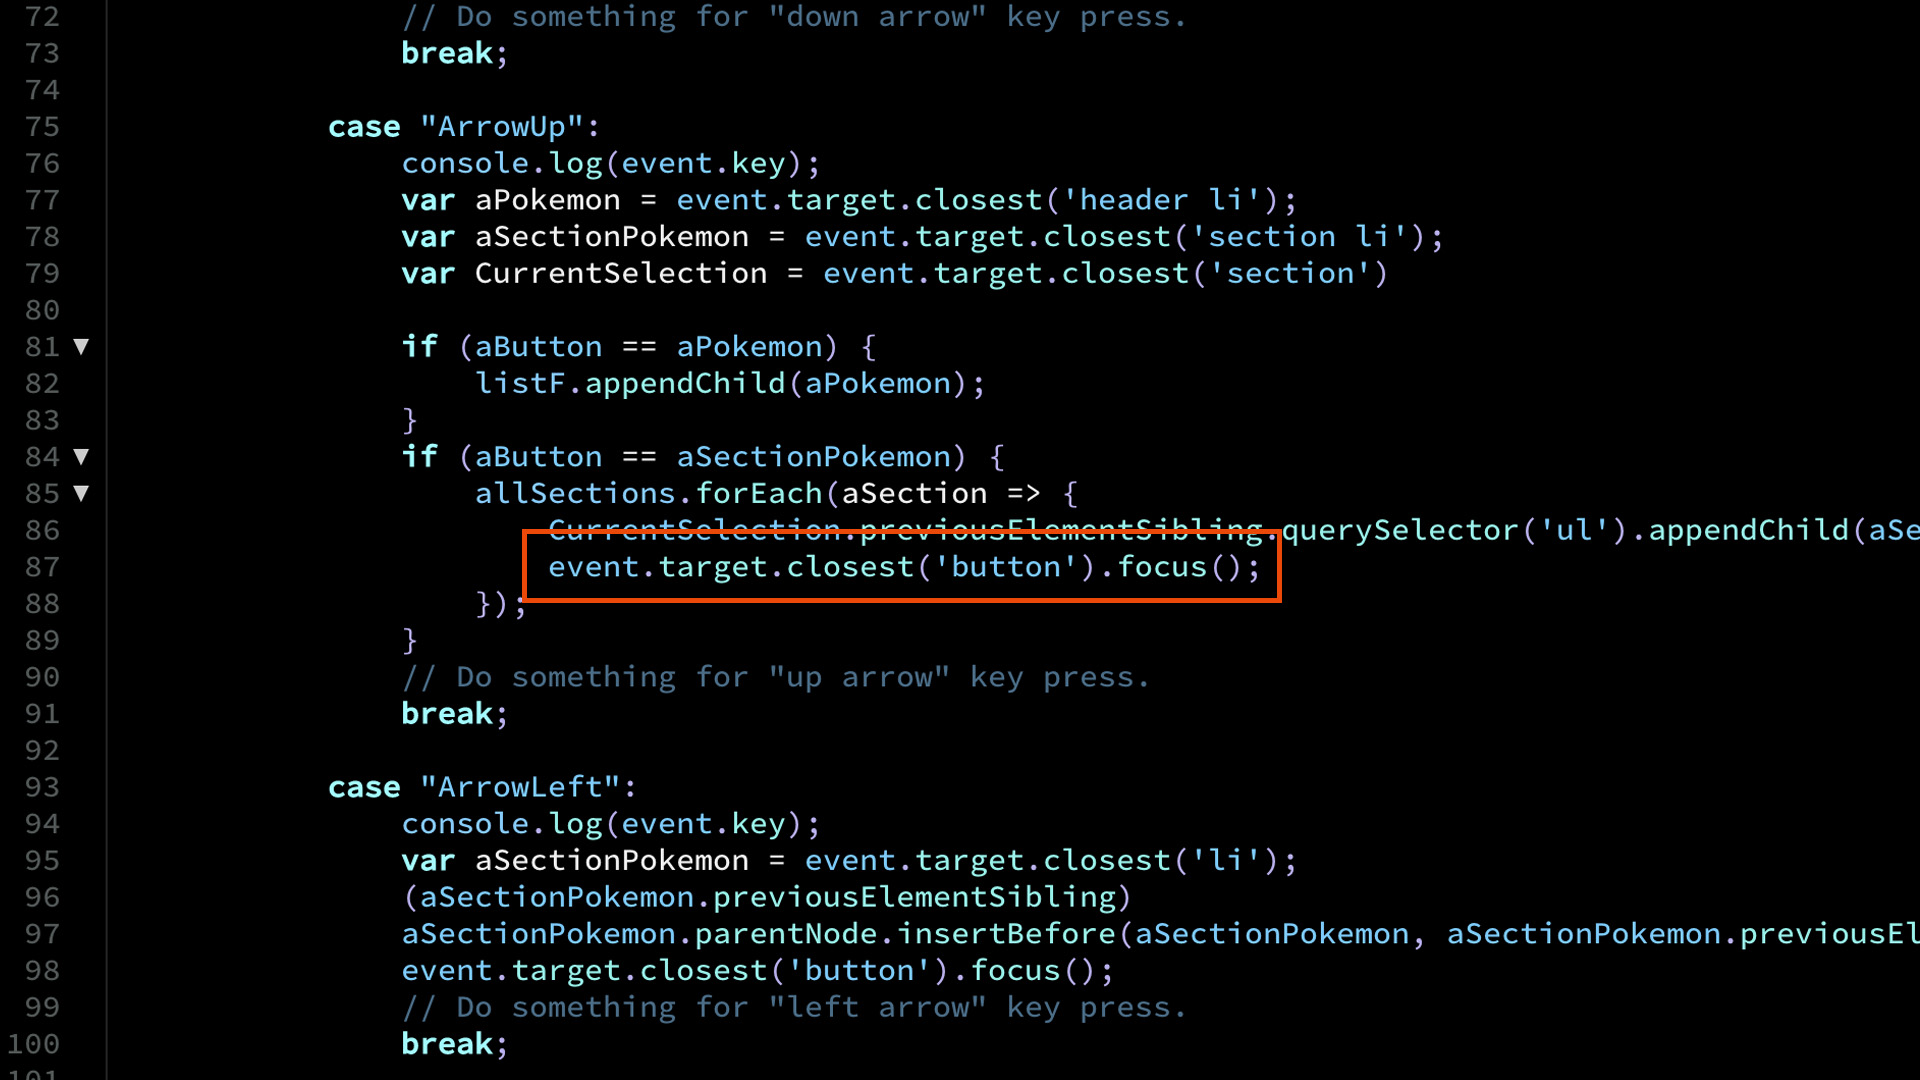 72 // Do something for "down arrow" key press.
73 break;
74
75 case "ArrowUp":
76 console.log(event.key);
77 var aPokemon = event.target.closest('header li');
78 var aSectionPokemon = event.target.closest('section li');
79 var CurrentSelection = event.target.closest('section')
80
81 ▼ if (aButton == aPokemon) {
82 listF.appendChild(aPokemon);
83 }
84 ▼ if (aButton == aSectionPokemon) {
85 ▼ allSections.forEach(aSection => {
86 CurrentSelection.previousElementSibling.querySelector('ul').appendChild(aSe
87 event.target.closest('button').focus();
88 });
89 }
90 // Do something for "up arrow" key press.
91 break;
92
93 case "ArrowLeft":
94 console.log(event.key);
95 var aSectionPokemon = event.target.closest('li');
96 (aSectionPokemon.previousElementSibling)
97 aSectionPokemon.parentNode.insertBefore(aSectionPokemon, aSectionPokemon.previousEl
98 event.target.closest('button').focus();
99 // Do something for "left arrow" key press.
100 break;
101